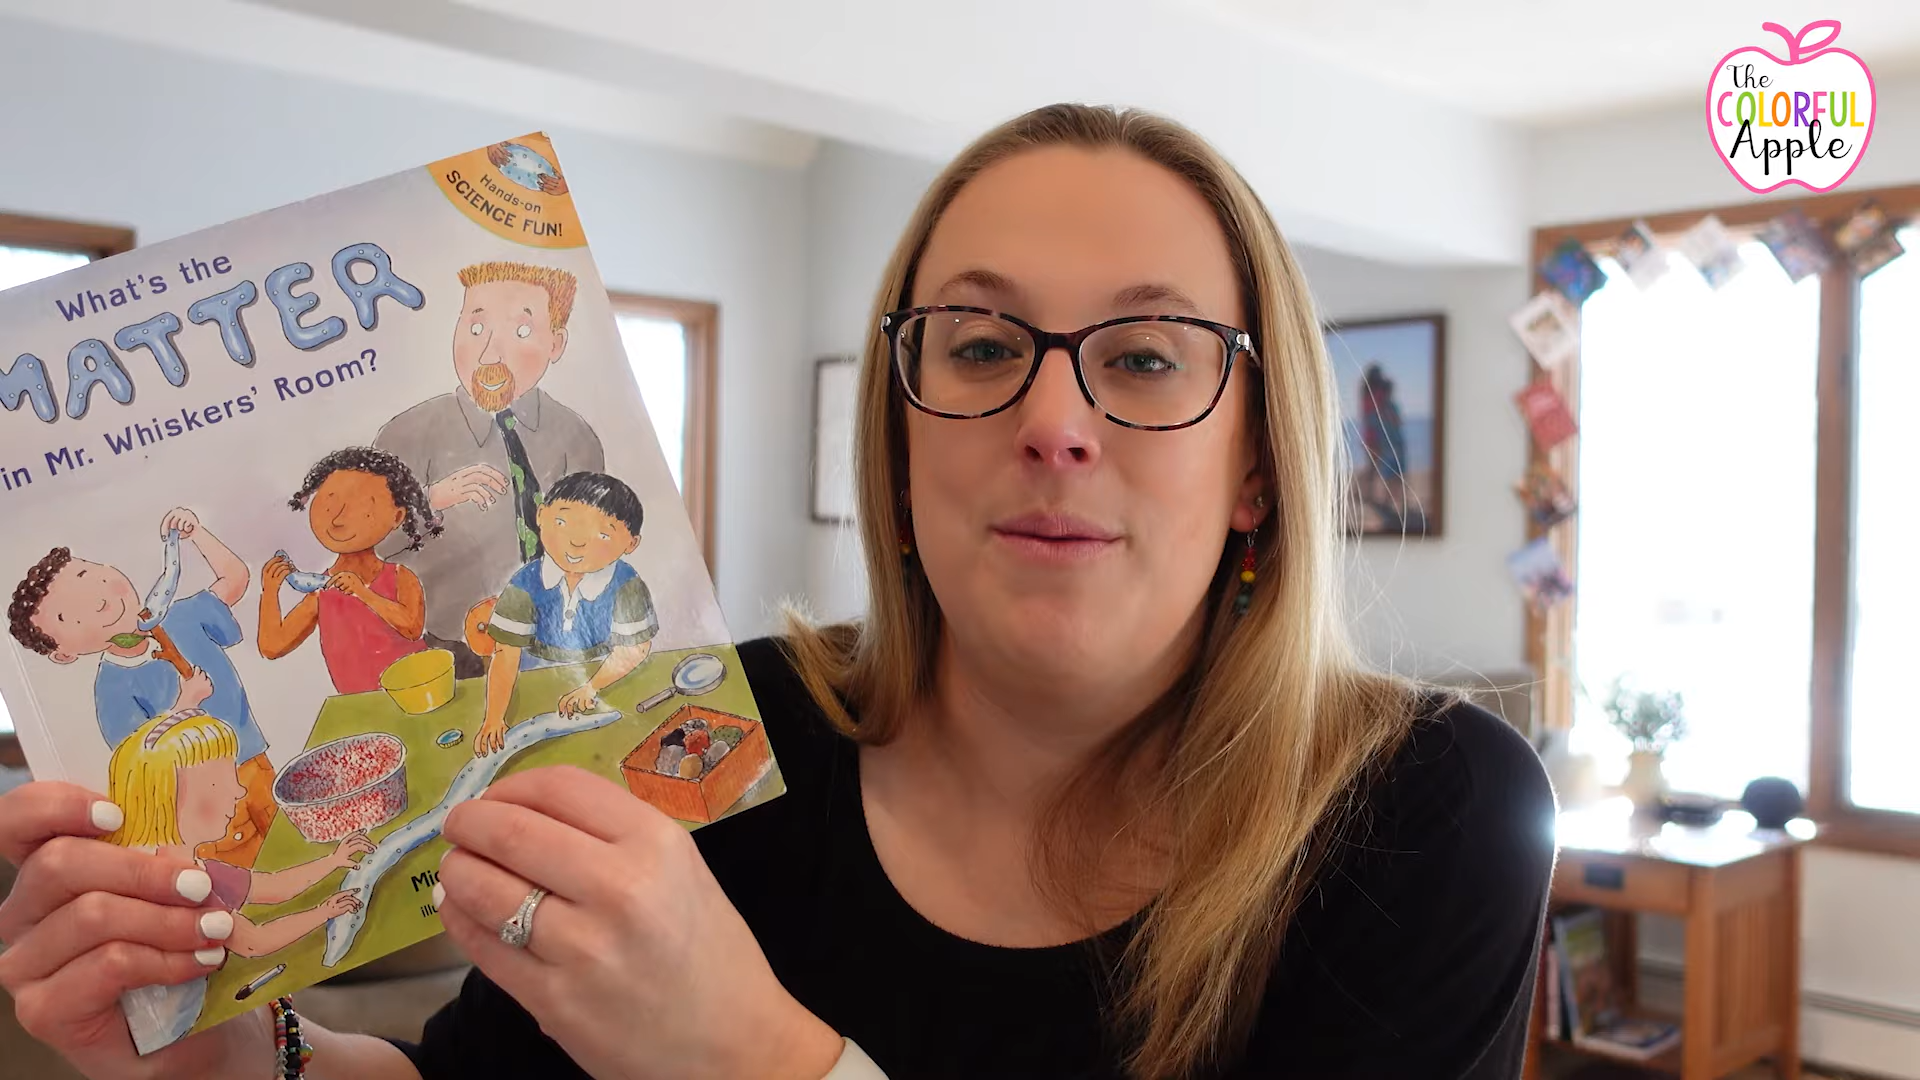 Hands-on
SCIENCE FUN!
What's the
MATTER
in Mr. Whiskers' Room?
The
COLORFUL
Apple